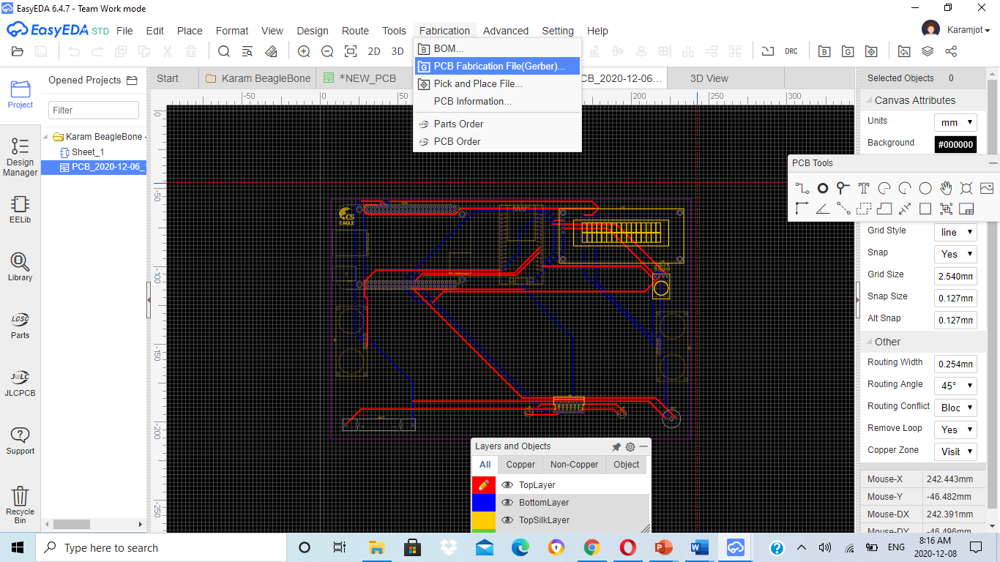 EasyEDA 6.4.7 - Team Work mode
EasyEDA STD File Edit Place Format View Design Route Tools Fabrication Advanced Setting Help Karamjot
2D 3D DRC B G
B BOM...
G PCB Fabrication File(Gerber)...
Pick and Place File...
PCB Information...
LCSC Parts Order
JLC PCB Order
Opened Projects
Start Karam BeagleBone *NEW_PCB CB_2020-12-06... 3D View
Selected Objects 0
-50 0 50 200 250 300
Project
Filter
Karam BeagleBone -
Sheet_1
PCB_2020-12-06_
Design
Manager
EELib
Library
LCSC
Parts
JLC
JLCPCB
Support
Recycle
Bin
0
-50
-100
-150
-200
-250
EAGLE
Canvas Attributes
Units mm
Background #000000
PCB Tools
Grid Style line
Snap Yes
Grid Size 2.540mm
Snap Size 0.127mm
Alt Snap 0.127mm
Other
Routing Width 0.254mm
Routing Angle 45°
Routing Conflict Bloc
Remove Loop Yes
Copper Zone Visib
Mouse-X 242.443mm
Mouse-Y -46.482mm
Mouse-DX 242.391mm
Mouse-DY -46.496mm
Layers and Objects
All Copper Non-Copper Object
TopLayer
BottomLayer
TopSilkLayer
Type here to search
ENG
8:16 AM
2020-12-08